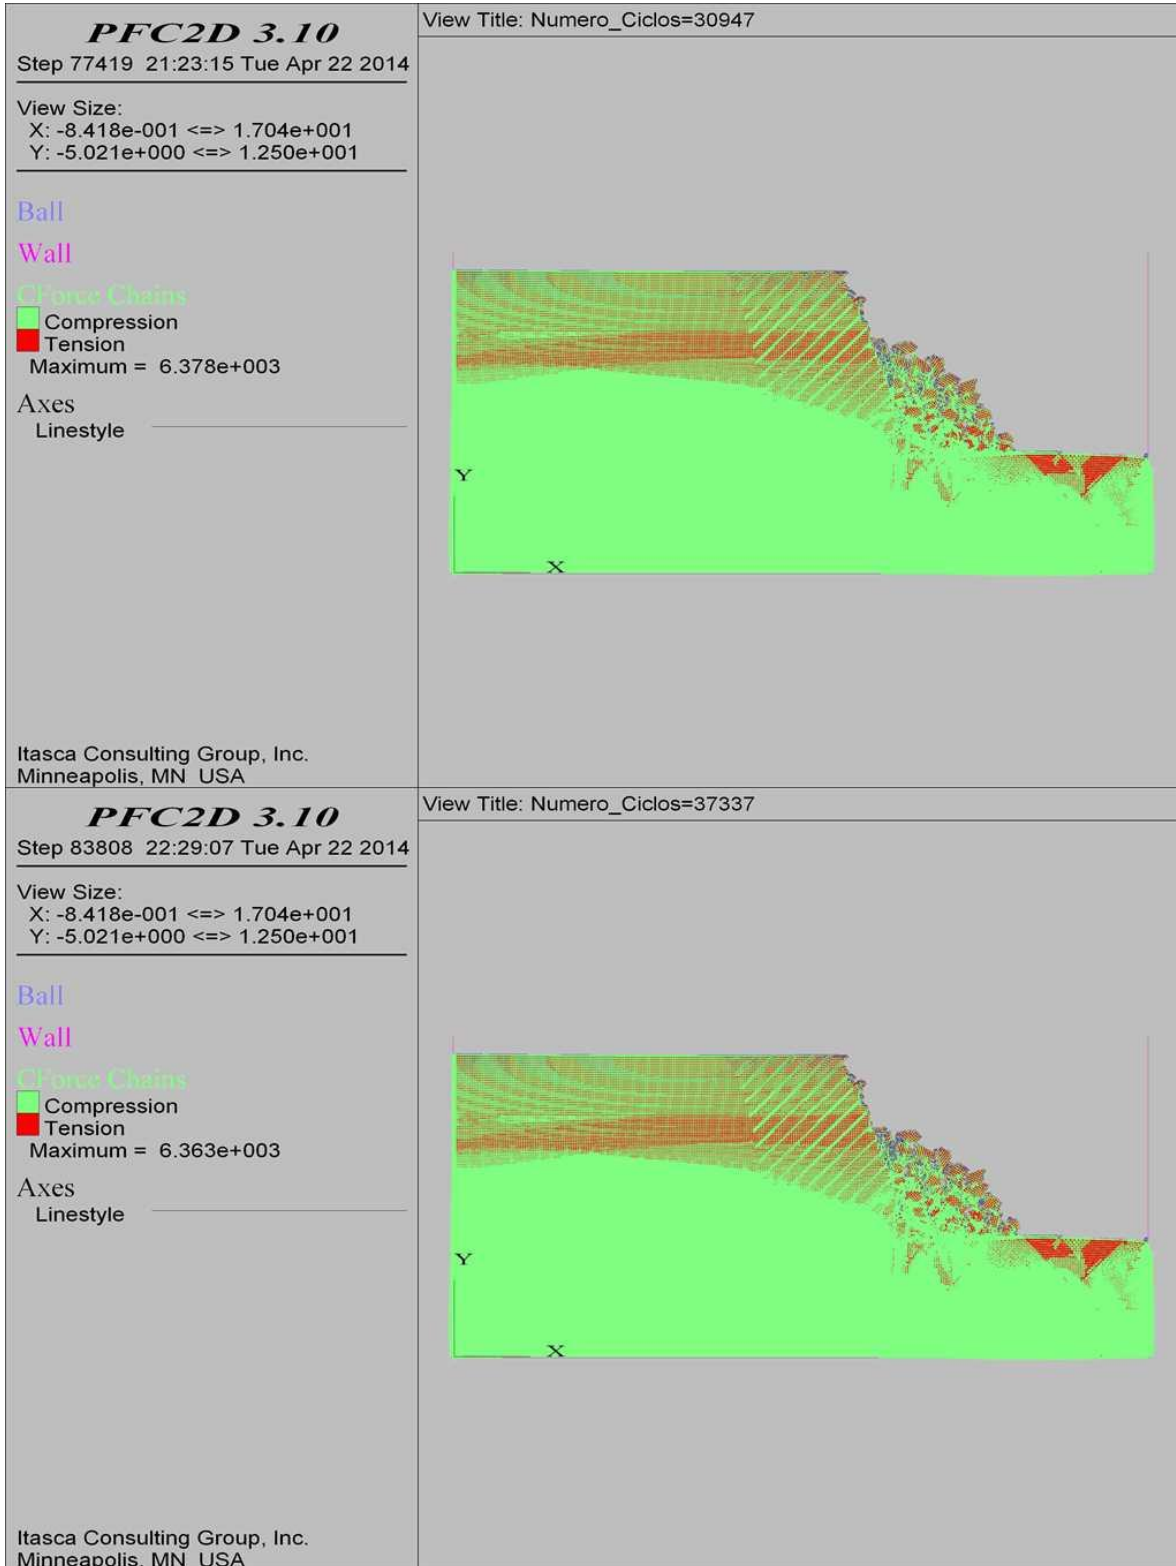 PFC2D 3.10
Step 77419 21:23:15 Tue Apr 22 2014
View Size:
X: -8.418e-001 <=> 1.704e+001
Y: -5.021e+000 <=> 1.250e+001
Ball
Wall
CForce Chains
Compression
Tension
Maximum = 6.378e+003
Axes
Linestyle
Itasca Consulting Group, Inc.
Minneapolis, MN USA
View Title: Numero_Ciclos=30947
Y
X
PFC2D 3.10
Step 83808 22:29:07 Tue Apr 22 2014
View Size:
X: -8.418e-001 <=> 1.704e+001
Y: -5.021e+000 <=> 1.250e+001
Ball
Wall
CForce Chains
Compression
Tension
Maximum = 6.363e+003
Axes
Linestyle
Itasca Consulting Group, Inc.
Minneapolis, MN USA
View Title: Numero_Ciclos=37337
Y
X